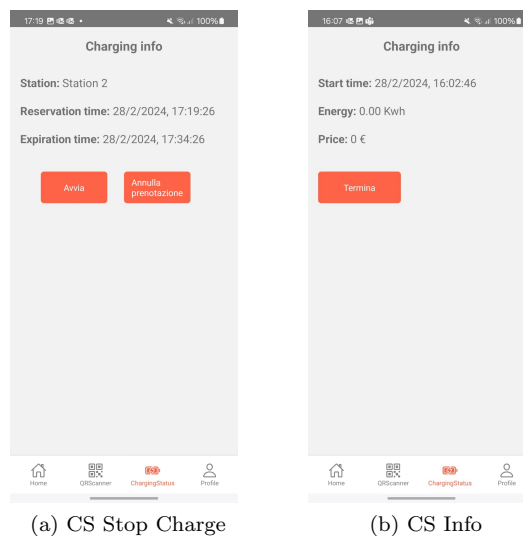 17:19
100%
Charging info
Station: Station 2
Reservation time: 28/2/2024, 17:19:26
Expiration time: 28/2/2024, 17:34:26
Avvia
Annulla
prenotazione
Home QRScanner ChargingStatus Profile
(a) CS Stop Charge
16:07
100%
Charging info
Start time: 28/2/2024, 16:02:46
Energy: 0.00 Kwh
Price: 0 €
Termina
Home QRScanner ChargingStatus Profile
(b) CS Info